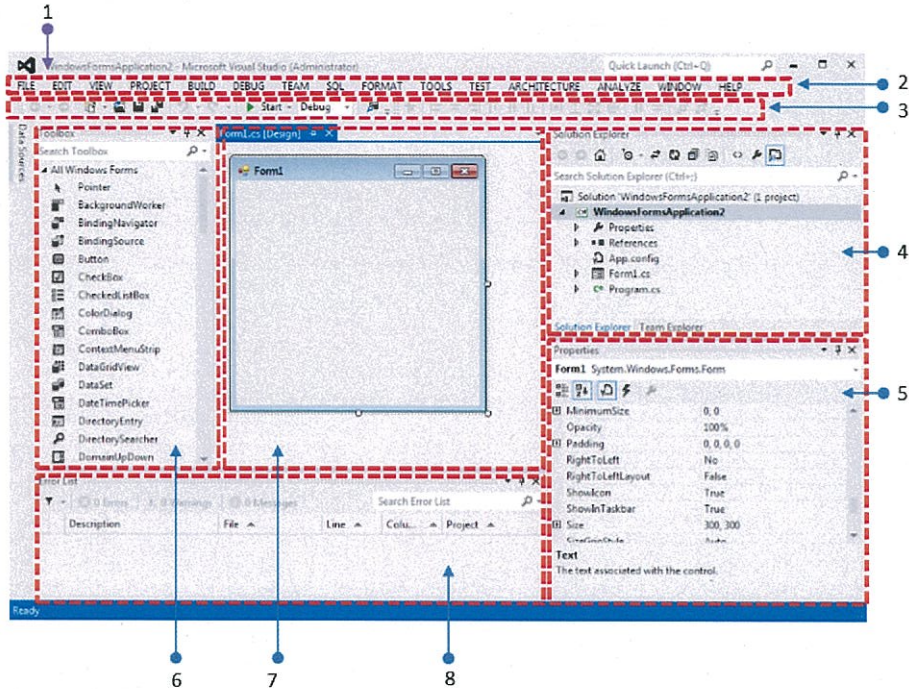 1
WindowsFormsApplication2 - Microsoft Visual Studio (Administrator)
Quick Launch (Ctrl+Q)
FILE EDIT VIEW PROJECT BUILD DEBUG TEAM SQL FORMAT TOOLS TEST ARCHITECTURE ANALYZE WINDOW HELP
2
Start - Debug
3
Data Sources
Toolbox
Search Toolbox
All Windows Forms
Pointer
BackgroundWorker
BindingNavigator
BindingSource
Button
CheckBox
CheckedListBox
ColorDialog
ComboBox
ContextMenuStrip
DataGridView
DataSet
DateTimePicker
DirectoryEntry
DirectorySearcher
DomainUpDown
Form1.cs [Design]
Form1
Solution Explorer
Search Solution Explorer (Ctrl+;)
Solution 'WindowsFormsApplication2' (1 project)
WindowsFormsApplication2
Properties
References
App.config
Form1.cs
Program.cs
Solution Explorer Team Explorer
4
Properties
Form1 System.Windows.Forms.Form
5
MinimumSize 0, 0
Opacity 100%
Padding 0, 0, 0, 0
RightToLeft No
RightToLeftLayout False
ShowIcon True
ShowInTaskbar True
Size 300, 300
SizeGripStyle Auto
Text
The text associated with the control.
Error List
0 Errors 0 Warnings 0 Messages
Search Error List
Description File Line Colu... Project
Ready
6
7
8